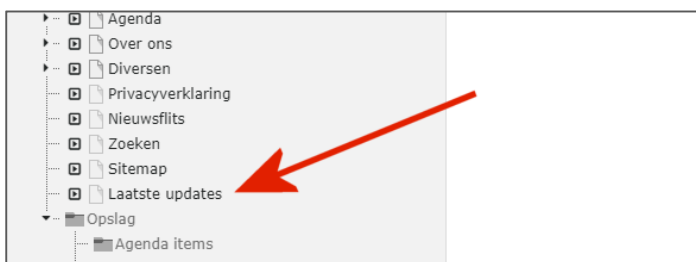 Agenda
Over ons
Diversen
Privacyverklaring
Nieuwsflits
Zoeken
Sitemap
Laatste updates
Opslag
Agenda items